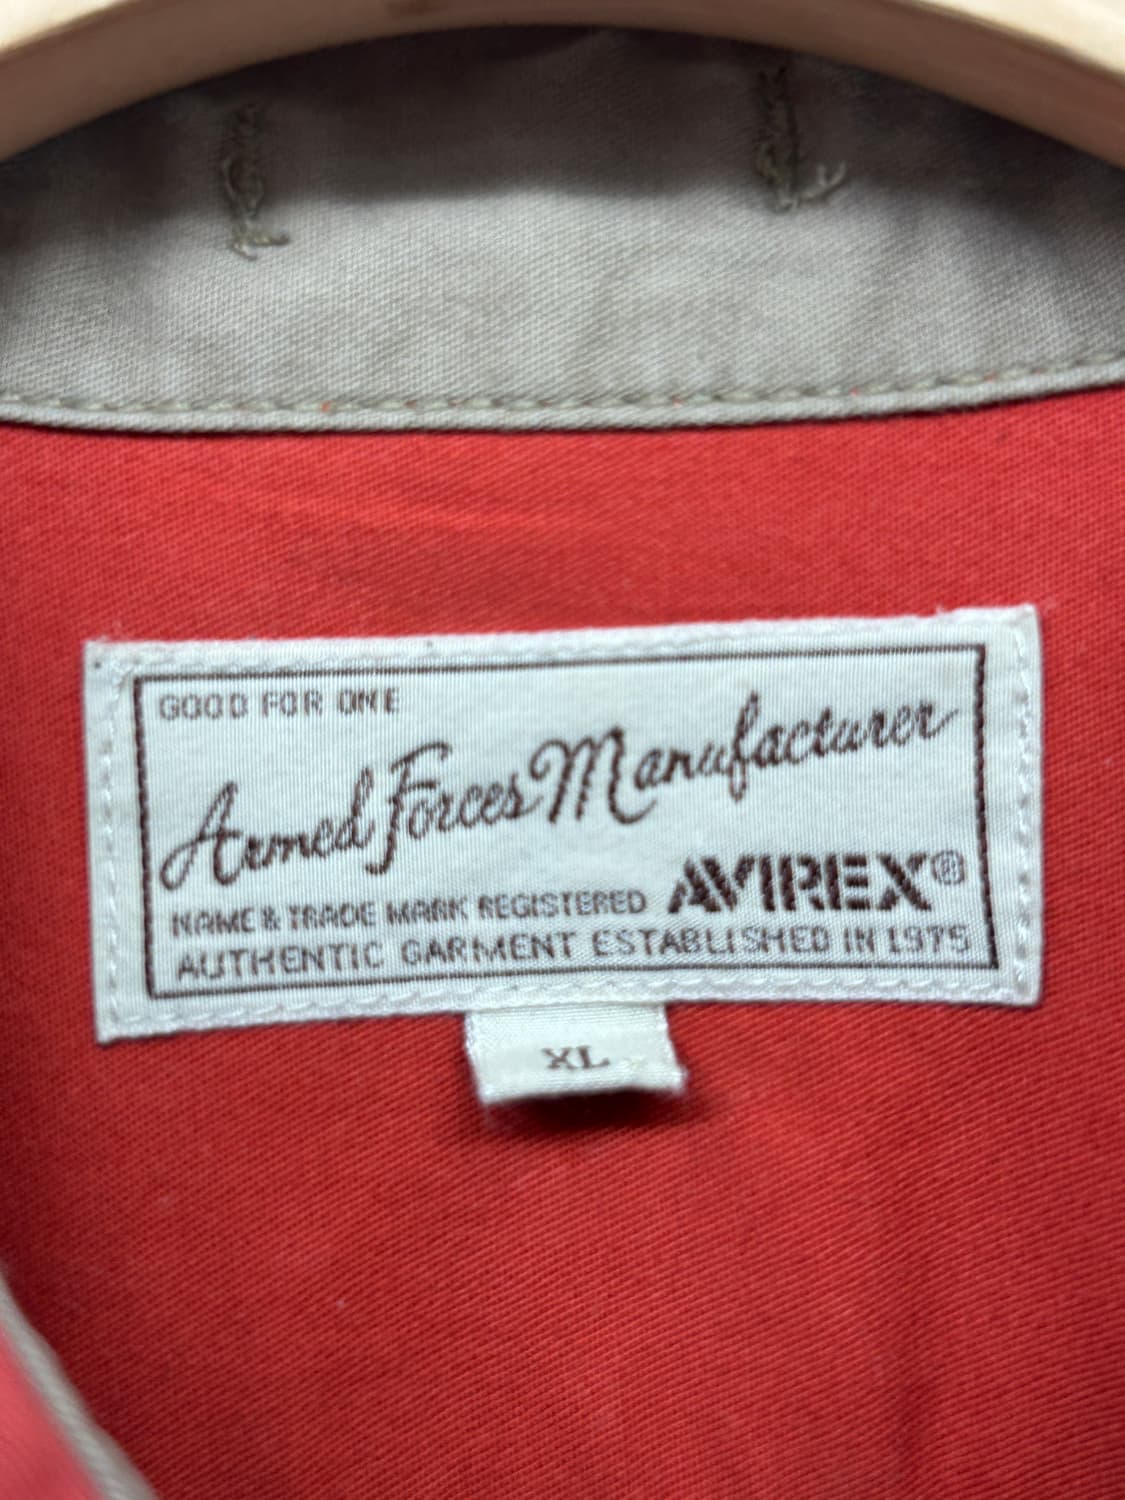 GOOD FOR ONE
Armed Forces Manufacturer
NAME & TRADE MARK REGISTERED AVIREX®
AUTHENTIC GARMENT ESTABLISHED IN 1975
XL